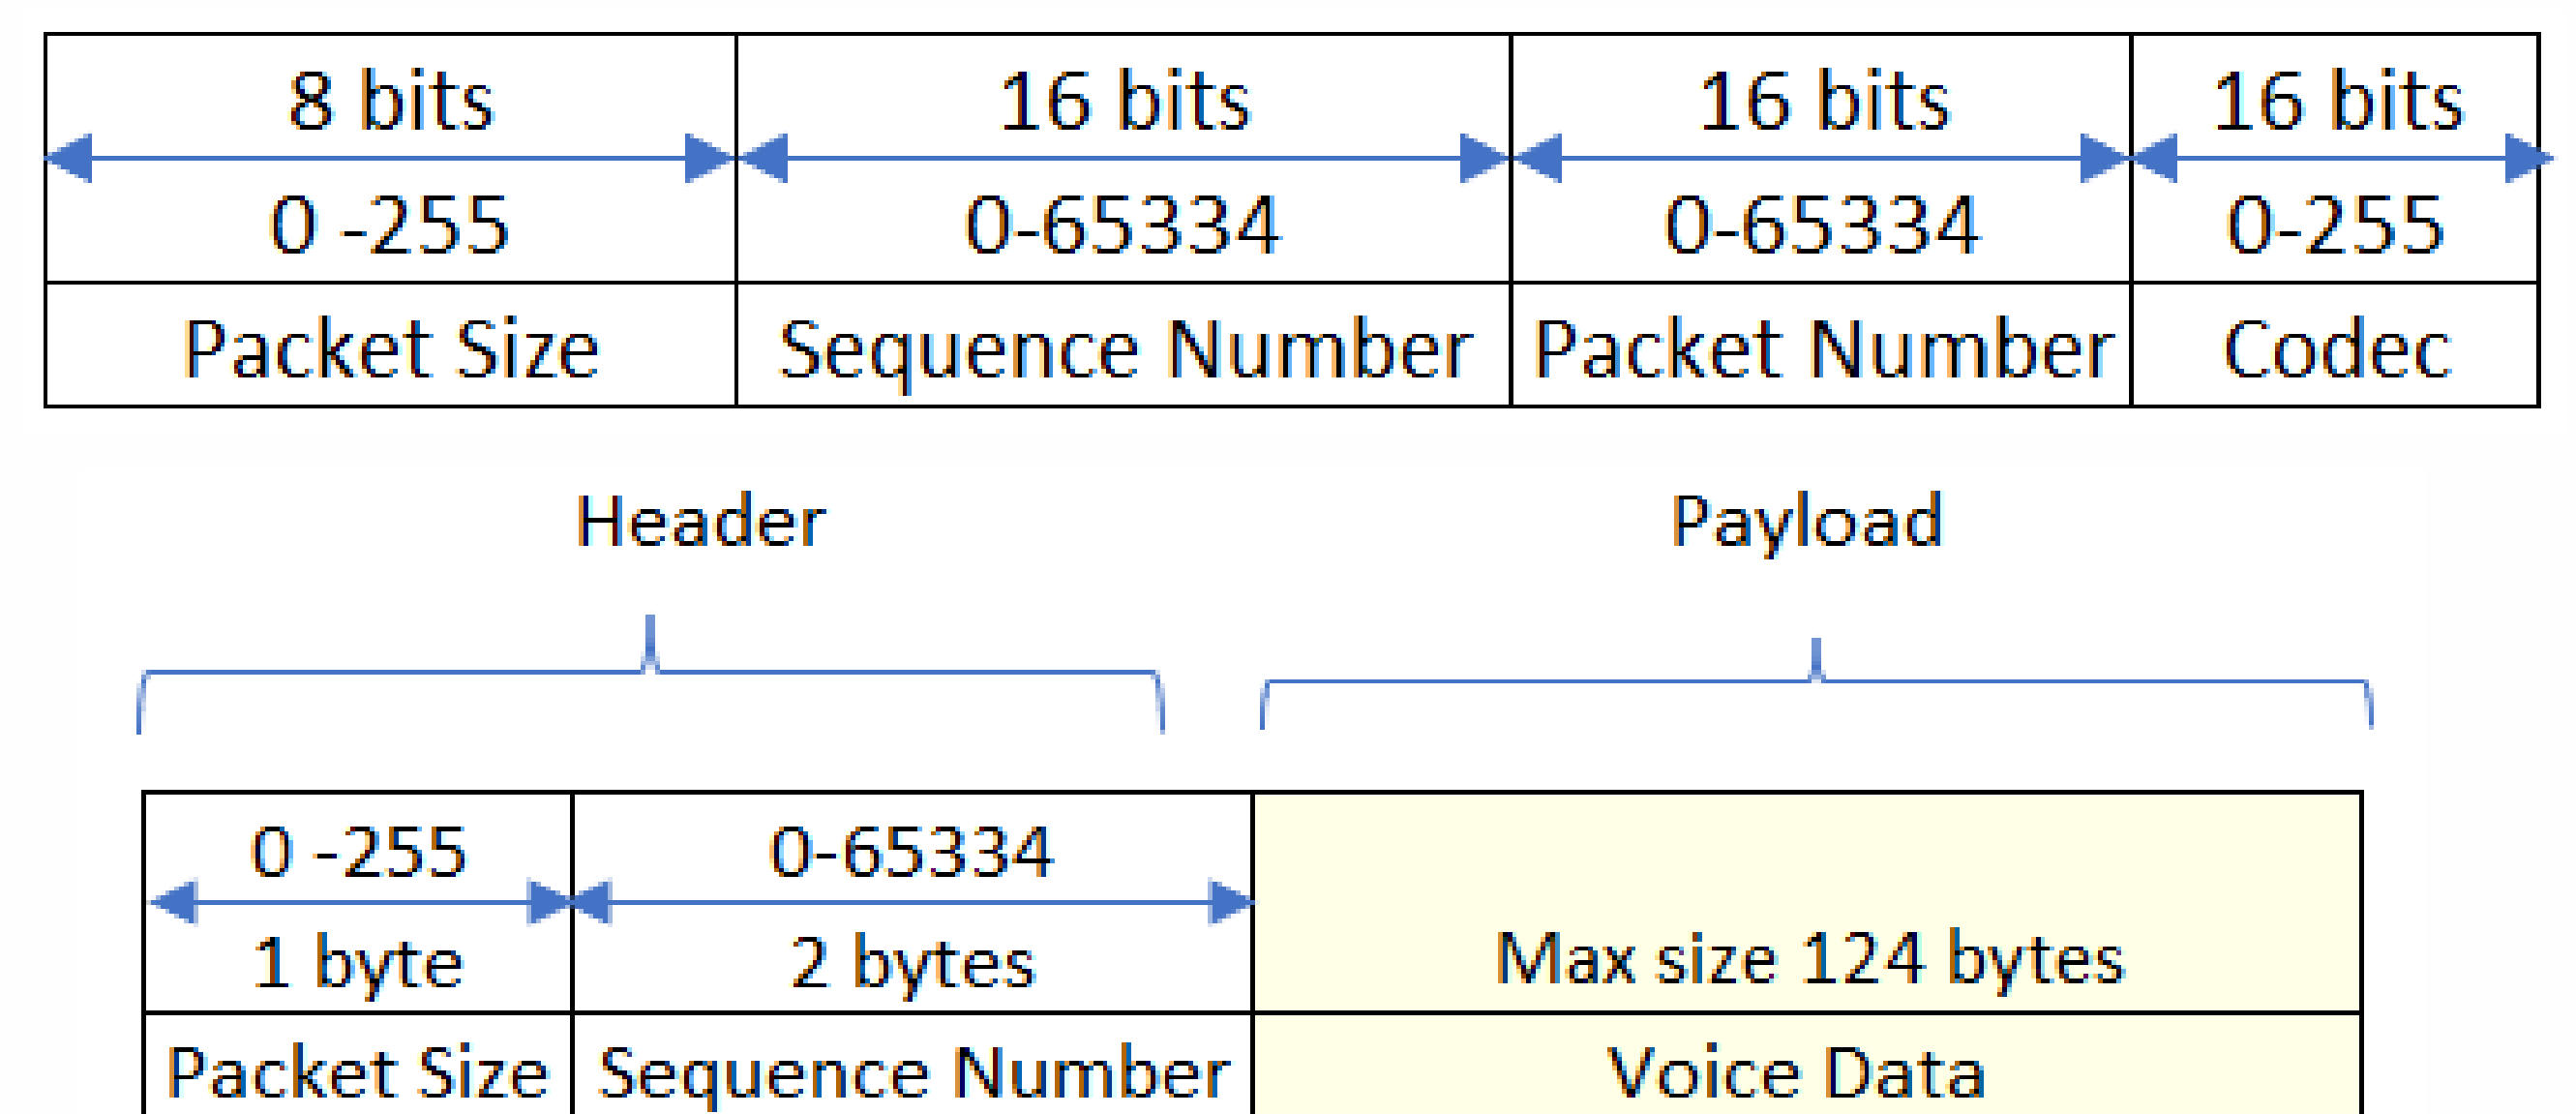 8 bits 16 bits 16 bits 16 bits
0 -255 0-65334 0-65334 0-255
Packet Size Sequence Number Packet Number Codec
Header Payload
0 -255 0-65334
1 byte 2 bytes Max size 124 bytes
Packet Size Sequence Number Voice Data